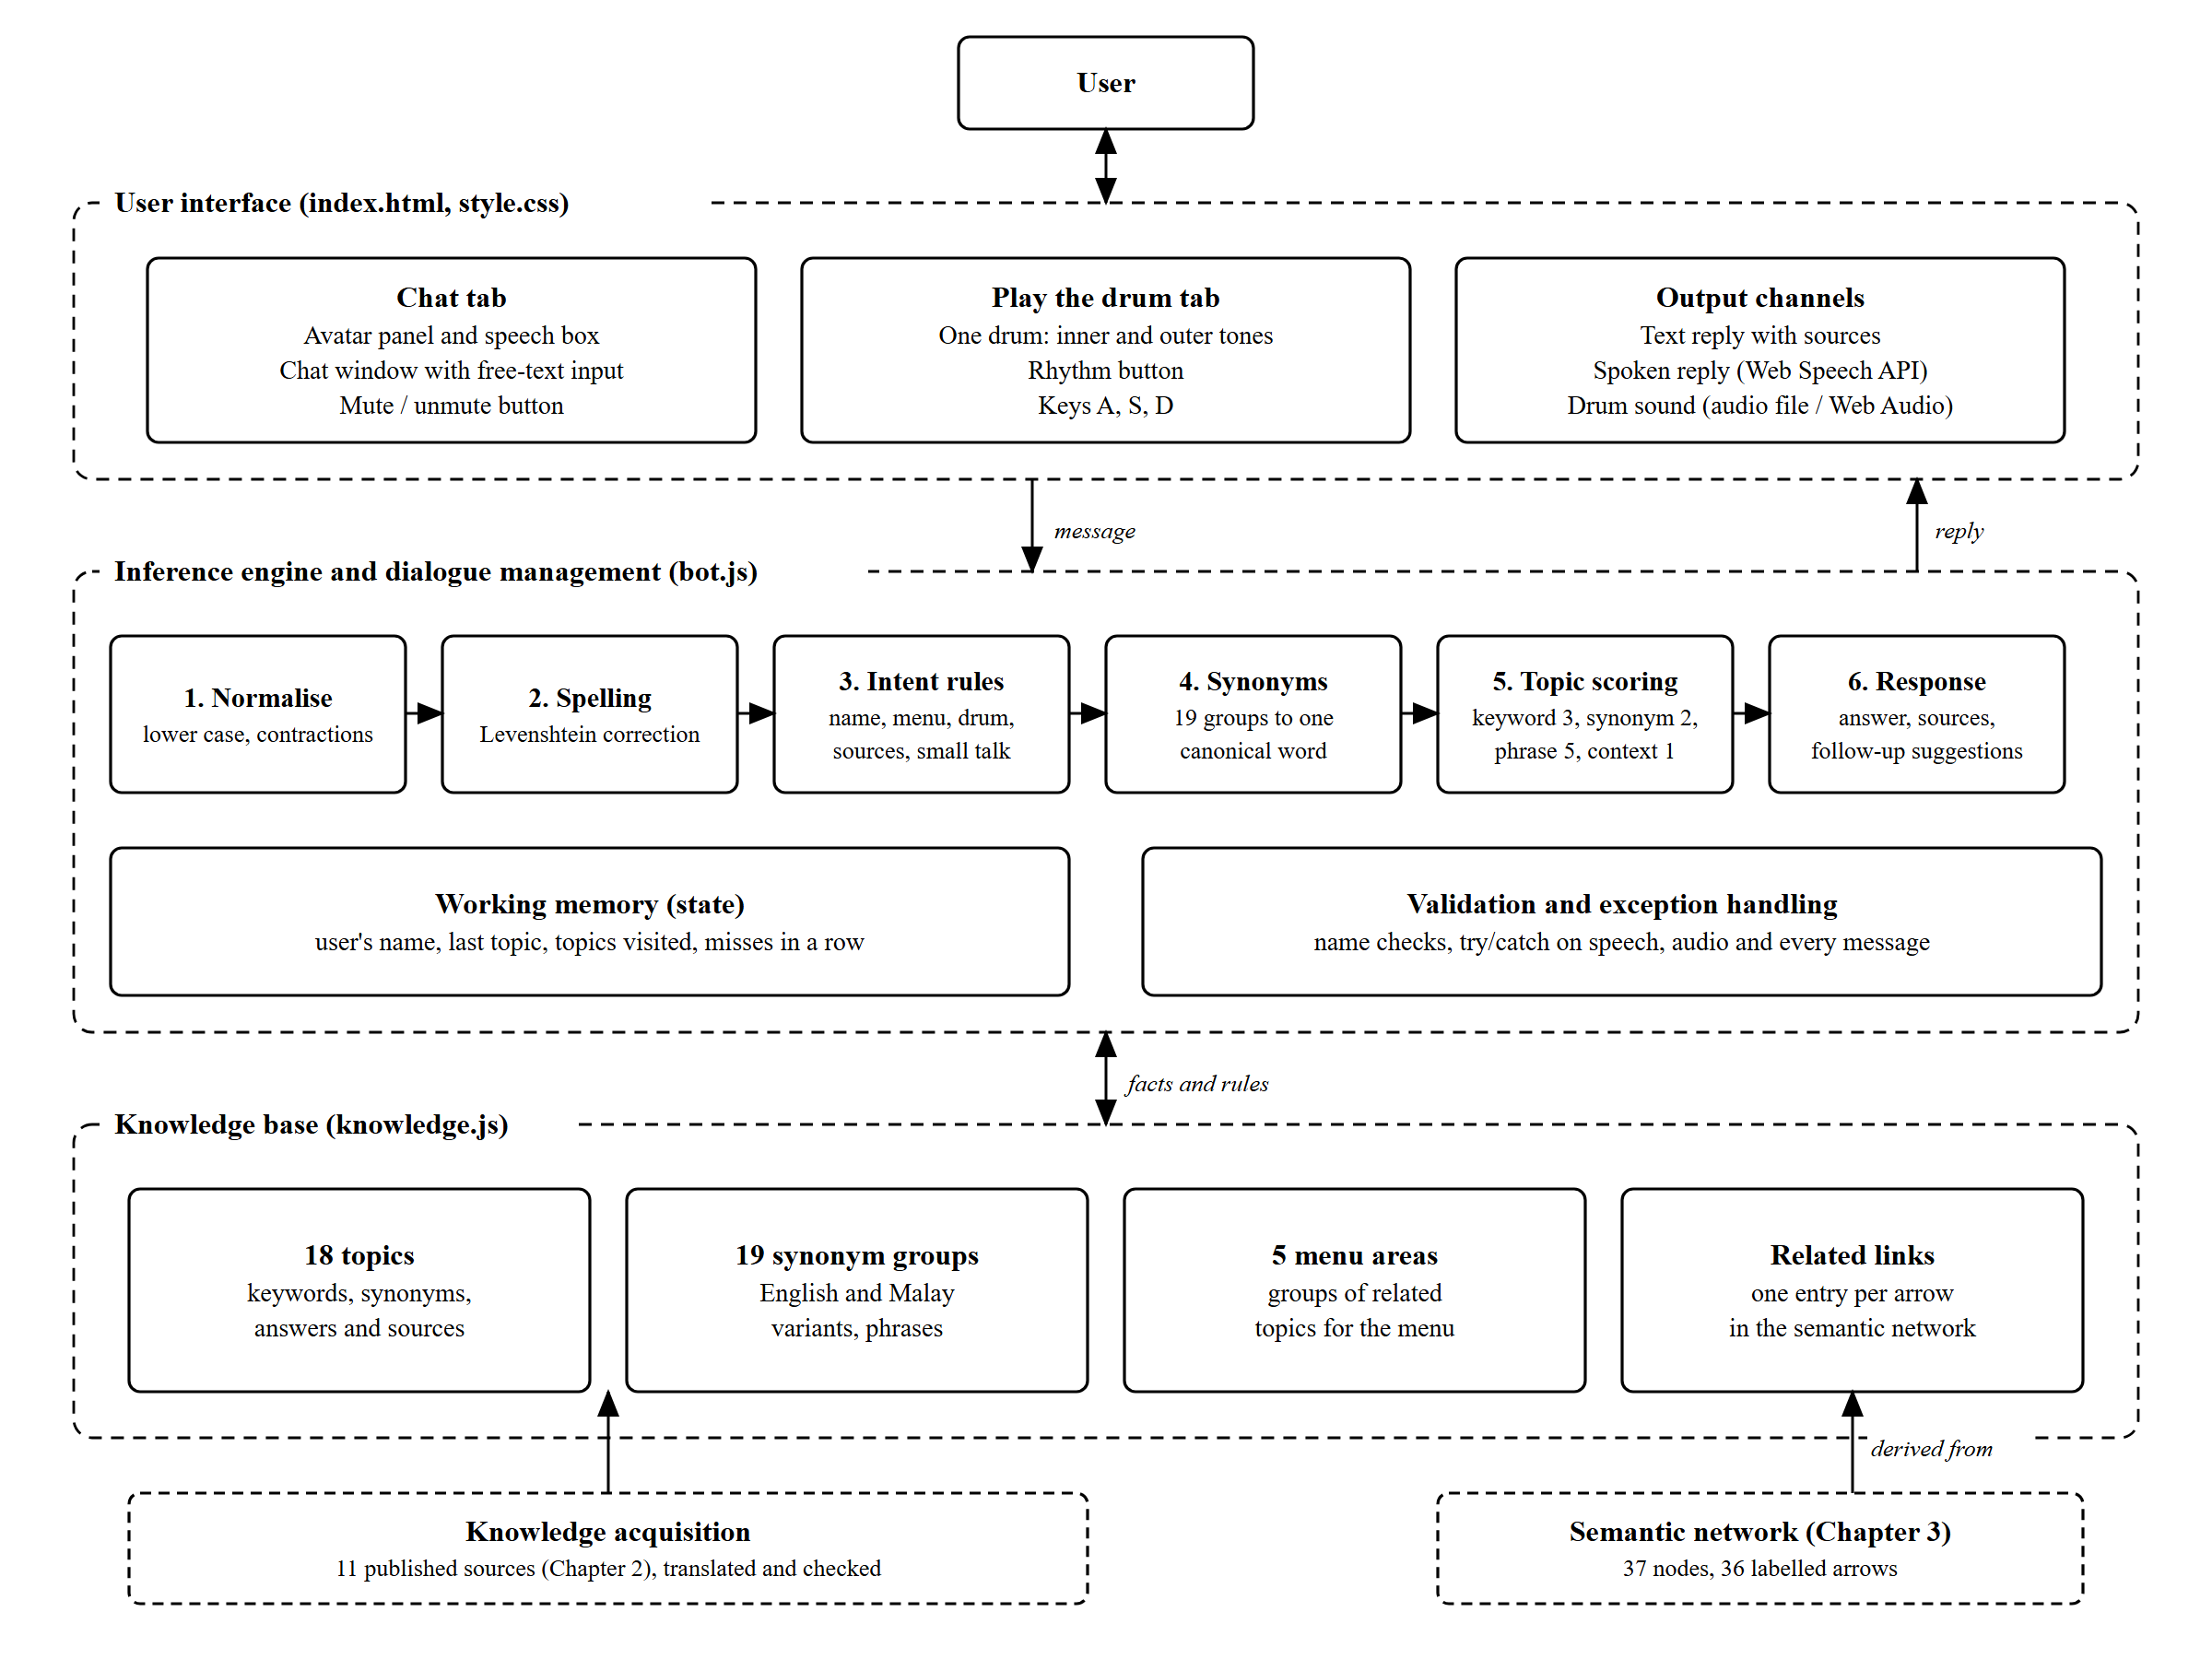 User
User interface (index.html, style.css)
Chat tab
Avatar panel and speech box
Chat window with free-text input
Mute / unmute button
Play the drum tab
One drum: inner and outer tones
Rhythm button
Keys A, S, D
Output channels
Text reply with sources
Spoken reply (Web Speech API)
Drum sound (audio file / Web Audio)
message
reply
Inference engine and dialogue management (bot.js)
1. Normalise
lower case, contractions
2. Spelling
Levenshtein correction
3. Intent rules
name, menu, drum,
sources, small talk
4. Synonyms
19 groups to one
canonical word
5. Topic scoring
keyword 3, synonym 2,
phrase 5, context 1
6. Response
answer, sources,
follow-up suggestions
Working memory (state)
user's name, last topic, topics visited, misses in a row
Validation and exception handling
name checks, try/catch on speech, audio and every message
facts and rules
Knowledge base (knowledge.js)
18 topics
keywords, synonyms,
answers and sources
19 synonym groups
English and Malay
variants, phrases
5 menu areas
groups of related
topics for the menu
Related links
one entry per arrow
in the semantic network
derived from
Knowledge acquisition
11 published sources (Chapter 2), translated and checked
Semantic network (Chapter 3)
37 nodes, 36 labelled arrows